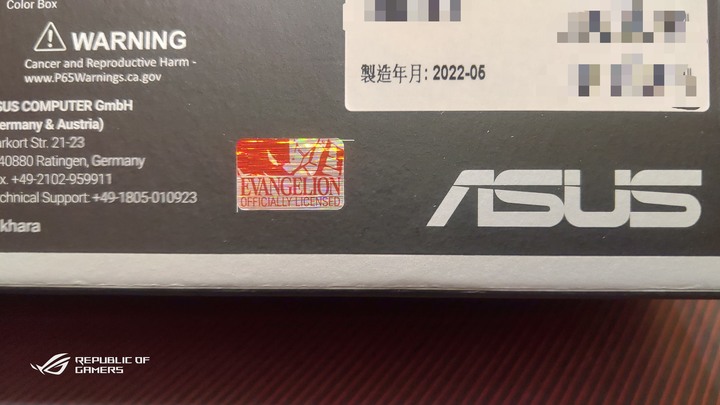 Color Box
WARNING
Cancer and Reproductive Harm -
www.P65Warnings.ca.gov
SUS COMPUTER GmbH
ermany & Austria)
arkort Str. 21-23
40880 Ratingen, Germany
x. +49-2102-959911
chnical Support: +49-1805-010923
khara
製造年月: 2022-05
EVANGELION
OFFICIALLY LICENSED
ASUS
REPUBLIC OF
GAMERS